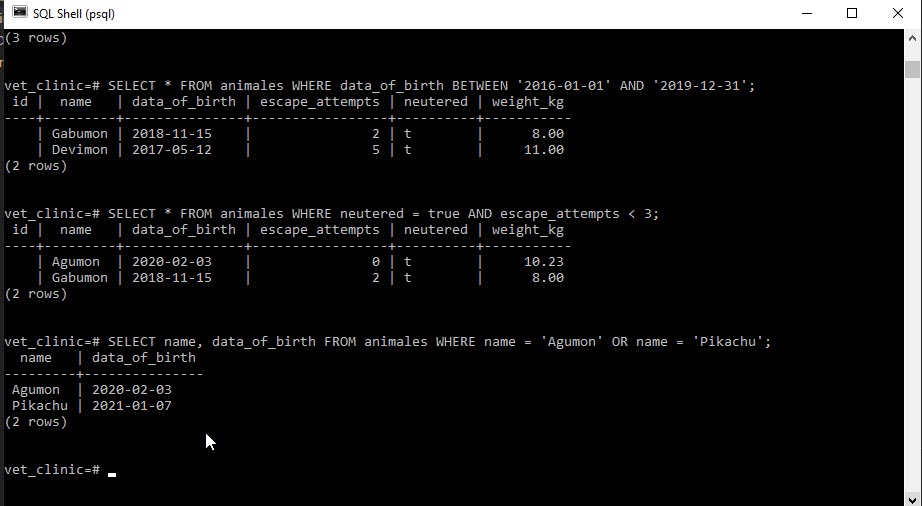 SQL Shell (psql)
(3 rows)
vet_clinic=# SELECT * FROM animales WHERE data_of_birth BETWEEN '2016-01-01' AND '2019-12-31';
 id |  name   | data_of_birth | escape_attempts | neutered | weight_kg
----+---------+---------------+-----------------+----------+-----------
    | Gabumon | 2018-11-15    |               2 | t        |      8.00
    | Devimon | 2017-05-12    |               5 | t        |     11.00
(2 rows)
vet_clinic=# SELECT * FROM animales WHERE neutered = true AND escape_attempts < 3;
 id |  name   | data_of_birth | escape_attempts | neutered | weight_kg
----+---------+---------------+-----------------+----------+-----------
    | Agumon  | 2020-02-03    |               0 | t        |     10.23
    | Gabumon | 2018-11-15    |               2 | t        |      8.00
(2 rows)
vet_clinic=# SELECT name, data_of_birth FROM animales WHERE name = 'Agumon' OR name = 'Pikachu';
  name   | data_of_birth
---------+---------------
 Agumon  | 2020-02-03
 Pikachu | 2021-01-07
(2 rows)
vet_clinic=#